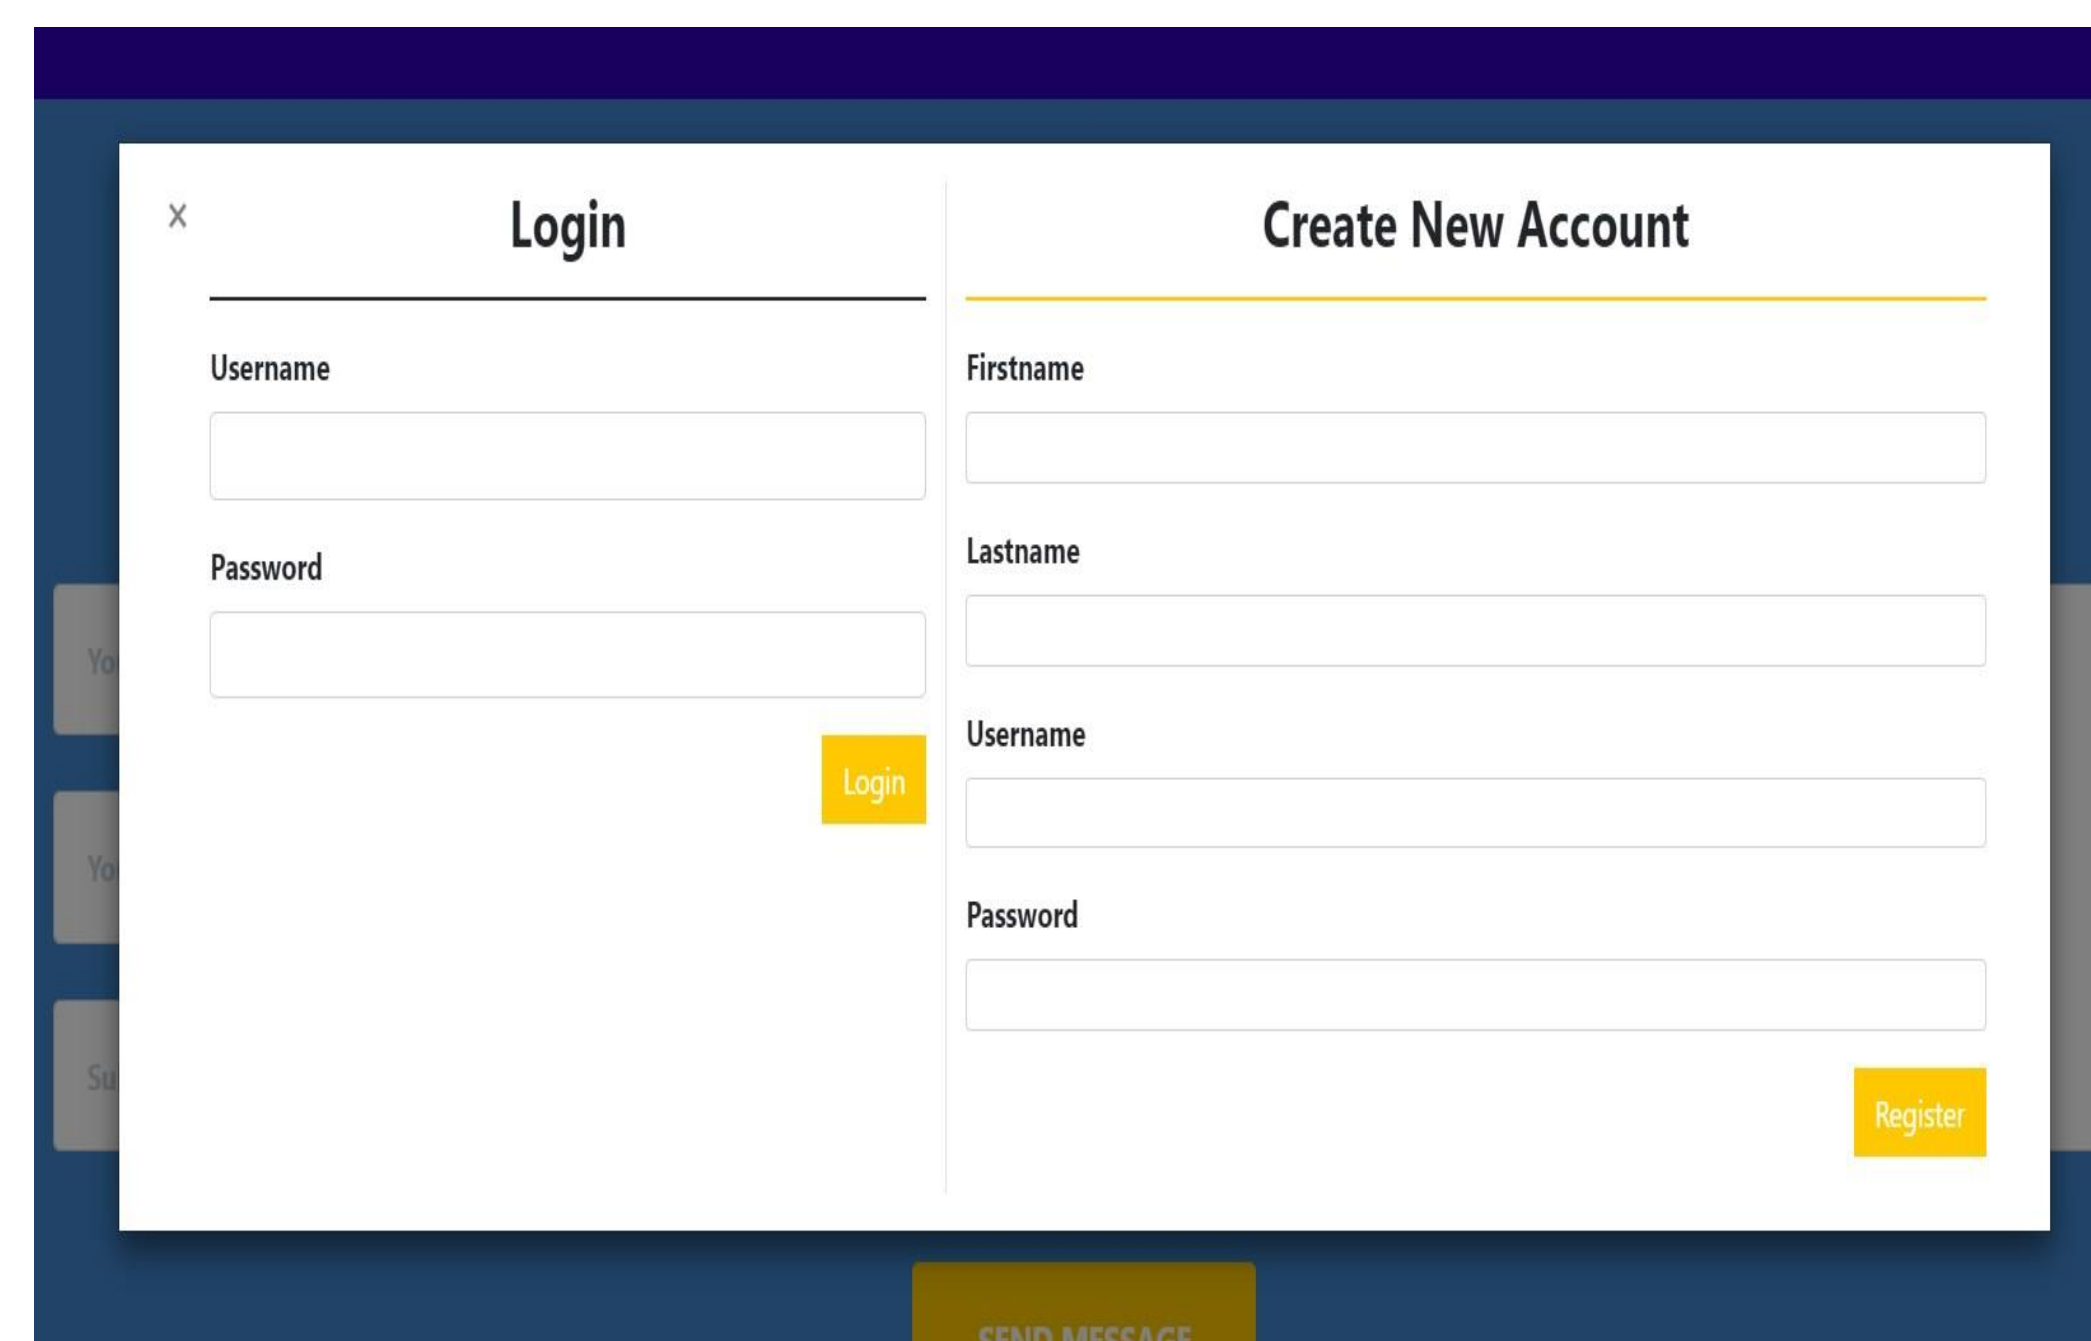 Login
Username
Password
Login
Create New Account
Firstname
Lastname
Username
Password
Register
SEND MESSAGE